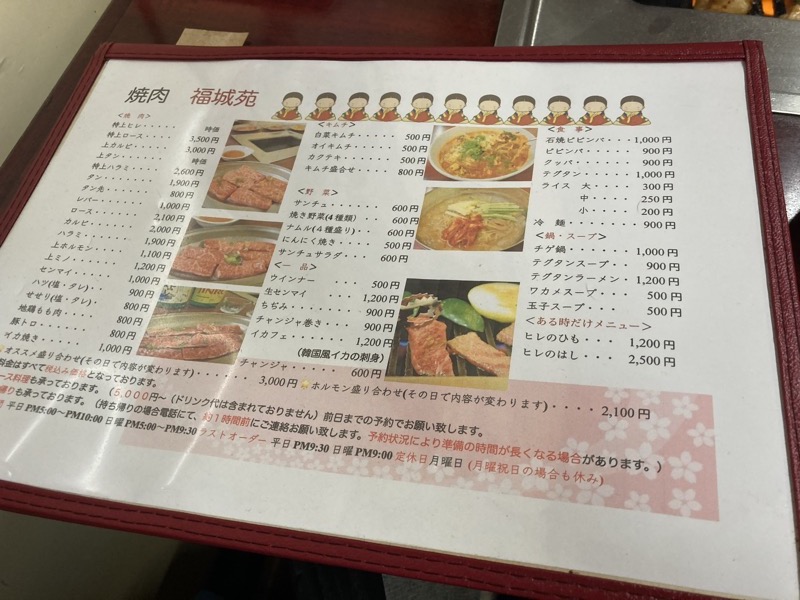 焼肉 福城苑
＜焼 肉＞
特上ヒレ・・・・・ 時価
特上ロース・・・・ 3,500円
上カルビ・・・・・ 3,000円
上タン・・・・・ 時価
特上ハラミ・・・・ 2,600円
タン・・・・・・ 1,900円
タン先・・・・・ 800円
レバー・・・・・ 1,000円
ロース・・・・・ 2,100円
カルビ・・・・・ 2,000円
ハラミ・・・・・ 1,900円
上ホルモン・・・・ 1,100円
上ミノ・・・・・ 1,200円
センマイ・・・・・ 1,000円
ハツ(塩・タレ)・・ 900円
せせり(塩・タレ)・ 800円
地鶏もも肉・・・・ 800円
豚トロ・・・・・ 800円
イカ焼き・・・・・ 1,000円
＜キムチ＞
白菜キムチ・・・・・・ 500円
オイキムチ・・・・・・ 500円
カクテキ・・・・・・ 500円
キムチ盛合せ・・・・・ 800円
＜野 菜＞
サンチュ・・・・・・ 600円
焼き野菜(4種類)・・ 600円
ナムル(4種盛り)・・ 600円
にんにく焼き・・・・ 500円
サンチュサラダ・・・ 600円
＜一 品＞
ウインナー・・・・・ 500円
生センマイ・・・・・ 1,200円
ちぢみ・・・・・・・ 900円
チャンジャ巻き・・・ 900円
イカフェ・・・・・・ 1,200円
(韓国風イカの刺身)
チャンジャ・・・・・・ 600円
＜食 事＞
石焼ビビンバ・・・ 1,000円
ビビンバ・・・・・ 900円
クッパ・・・・・・ 900円
テグタン・・・・・ 1,000円
ライス 大・・・・ 300円
中・・・・ 250円
小・・・・ 200円
冷 麺・・・・・・・ 900円
＜鍋・スープ＞
チゲ鍋・・・・・・ 1,000円
テグタンスープ・・ 900円
テグタンラーメン・ 1,200円
ワカメスープ・・・ 500円
玉子スープ・・・ 500円
＜ある時だけメニュー＞
ヒレのひも・・・・ 1,200円
ヒレのはし・・・・ 2,500円
オススメ盛り合わせ(その日で内容が変わります)・・・・・ 3,000円
ホルモン盛り合わせ(その日で内容が変わります)・・・・ 2,100円
料金はすべて税込み価格となっております。
ース料理も承っております。（5,000円〜（ドリンク代は含まれておりません）前日までの予約でお願い致します。
帰りも承っております。（持ち帰りの場合電話にて、約1時間前にご連絡お願い致します。予約状況により準備の時間が長くなる場合があります。）
平日PM5:00〜PM10:00 日曜PM5:00〜PM9:30 ラストオーダー 平日PM9:30 日曜PM9:00 定休日月曜日 (月曜祝日の場合も休み)